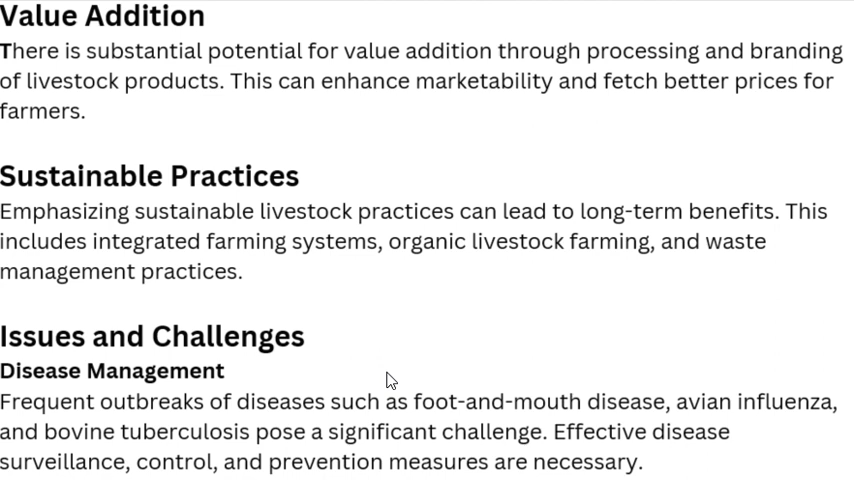 Value Addition
There is substantial potential for value addition through processing and branding
of livestock products. This can enhance marketability and fetch better prices for
farmers.
Sustainable Practices
Emphasizing sustainable livestock practices can lead to long-term benefits. This
includes integrated farming systems, organic livestock farming, and waste
management practices.
Issues and Challenges
Disease Management
Frequent outbreaks of diseases such as foot-and-mouth disease, avian influenza,
and bovine tuberculosis pose a significant challenge. Effective disease
surveillance, control, and prevention measures are necessary.